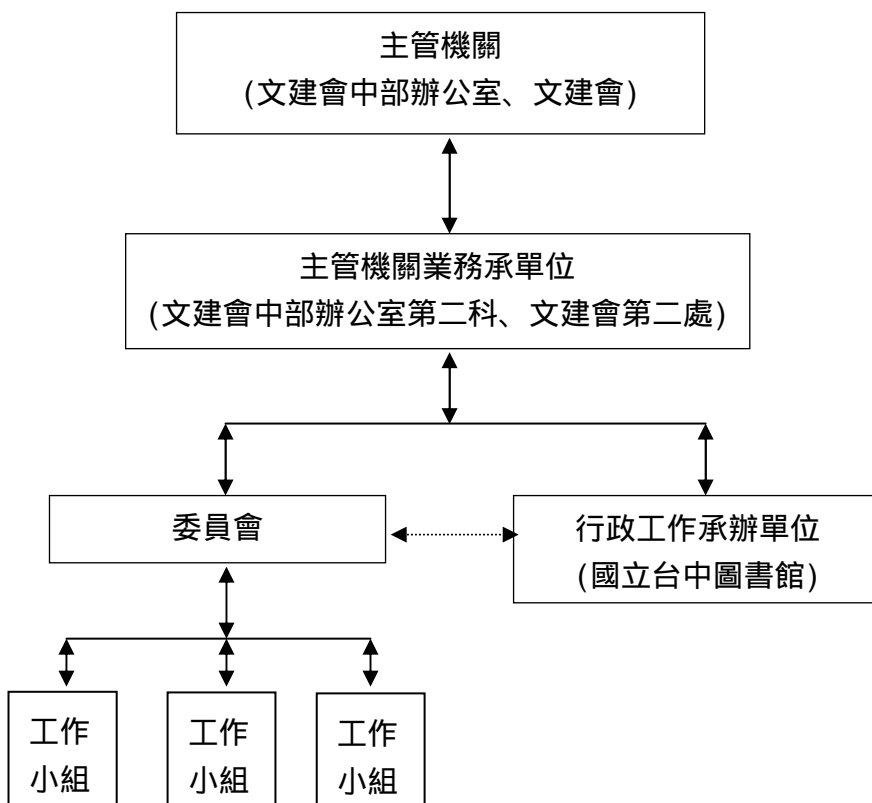 主管機關
(文建會中部辦公室、文建會)
主管機關業務承單位
(文建會中部辦公室第二科、文建會第二處)
委員會
行政工作承辦單位
(國立台中圖書館)
工作
小組
工作
小組
工作
小組